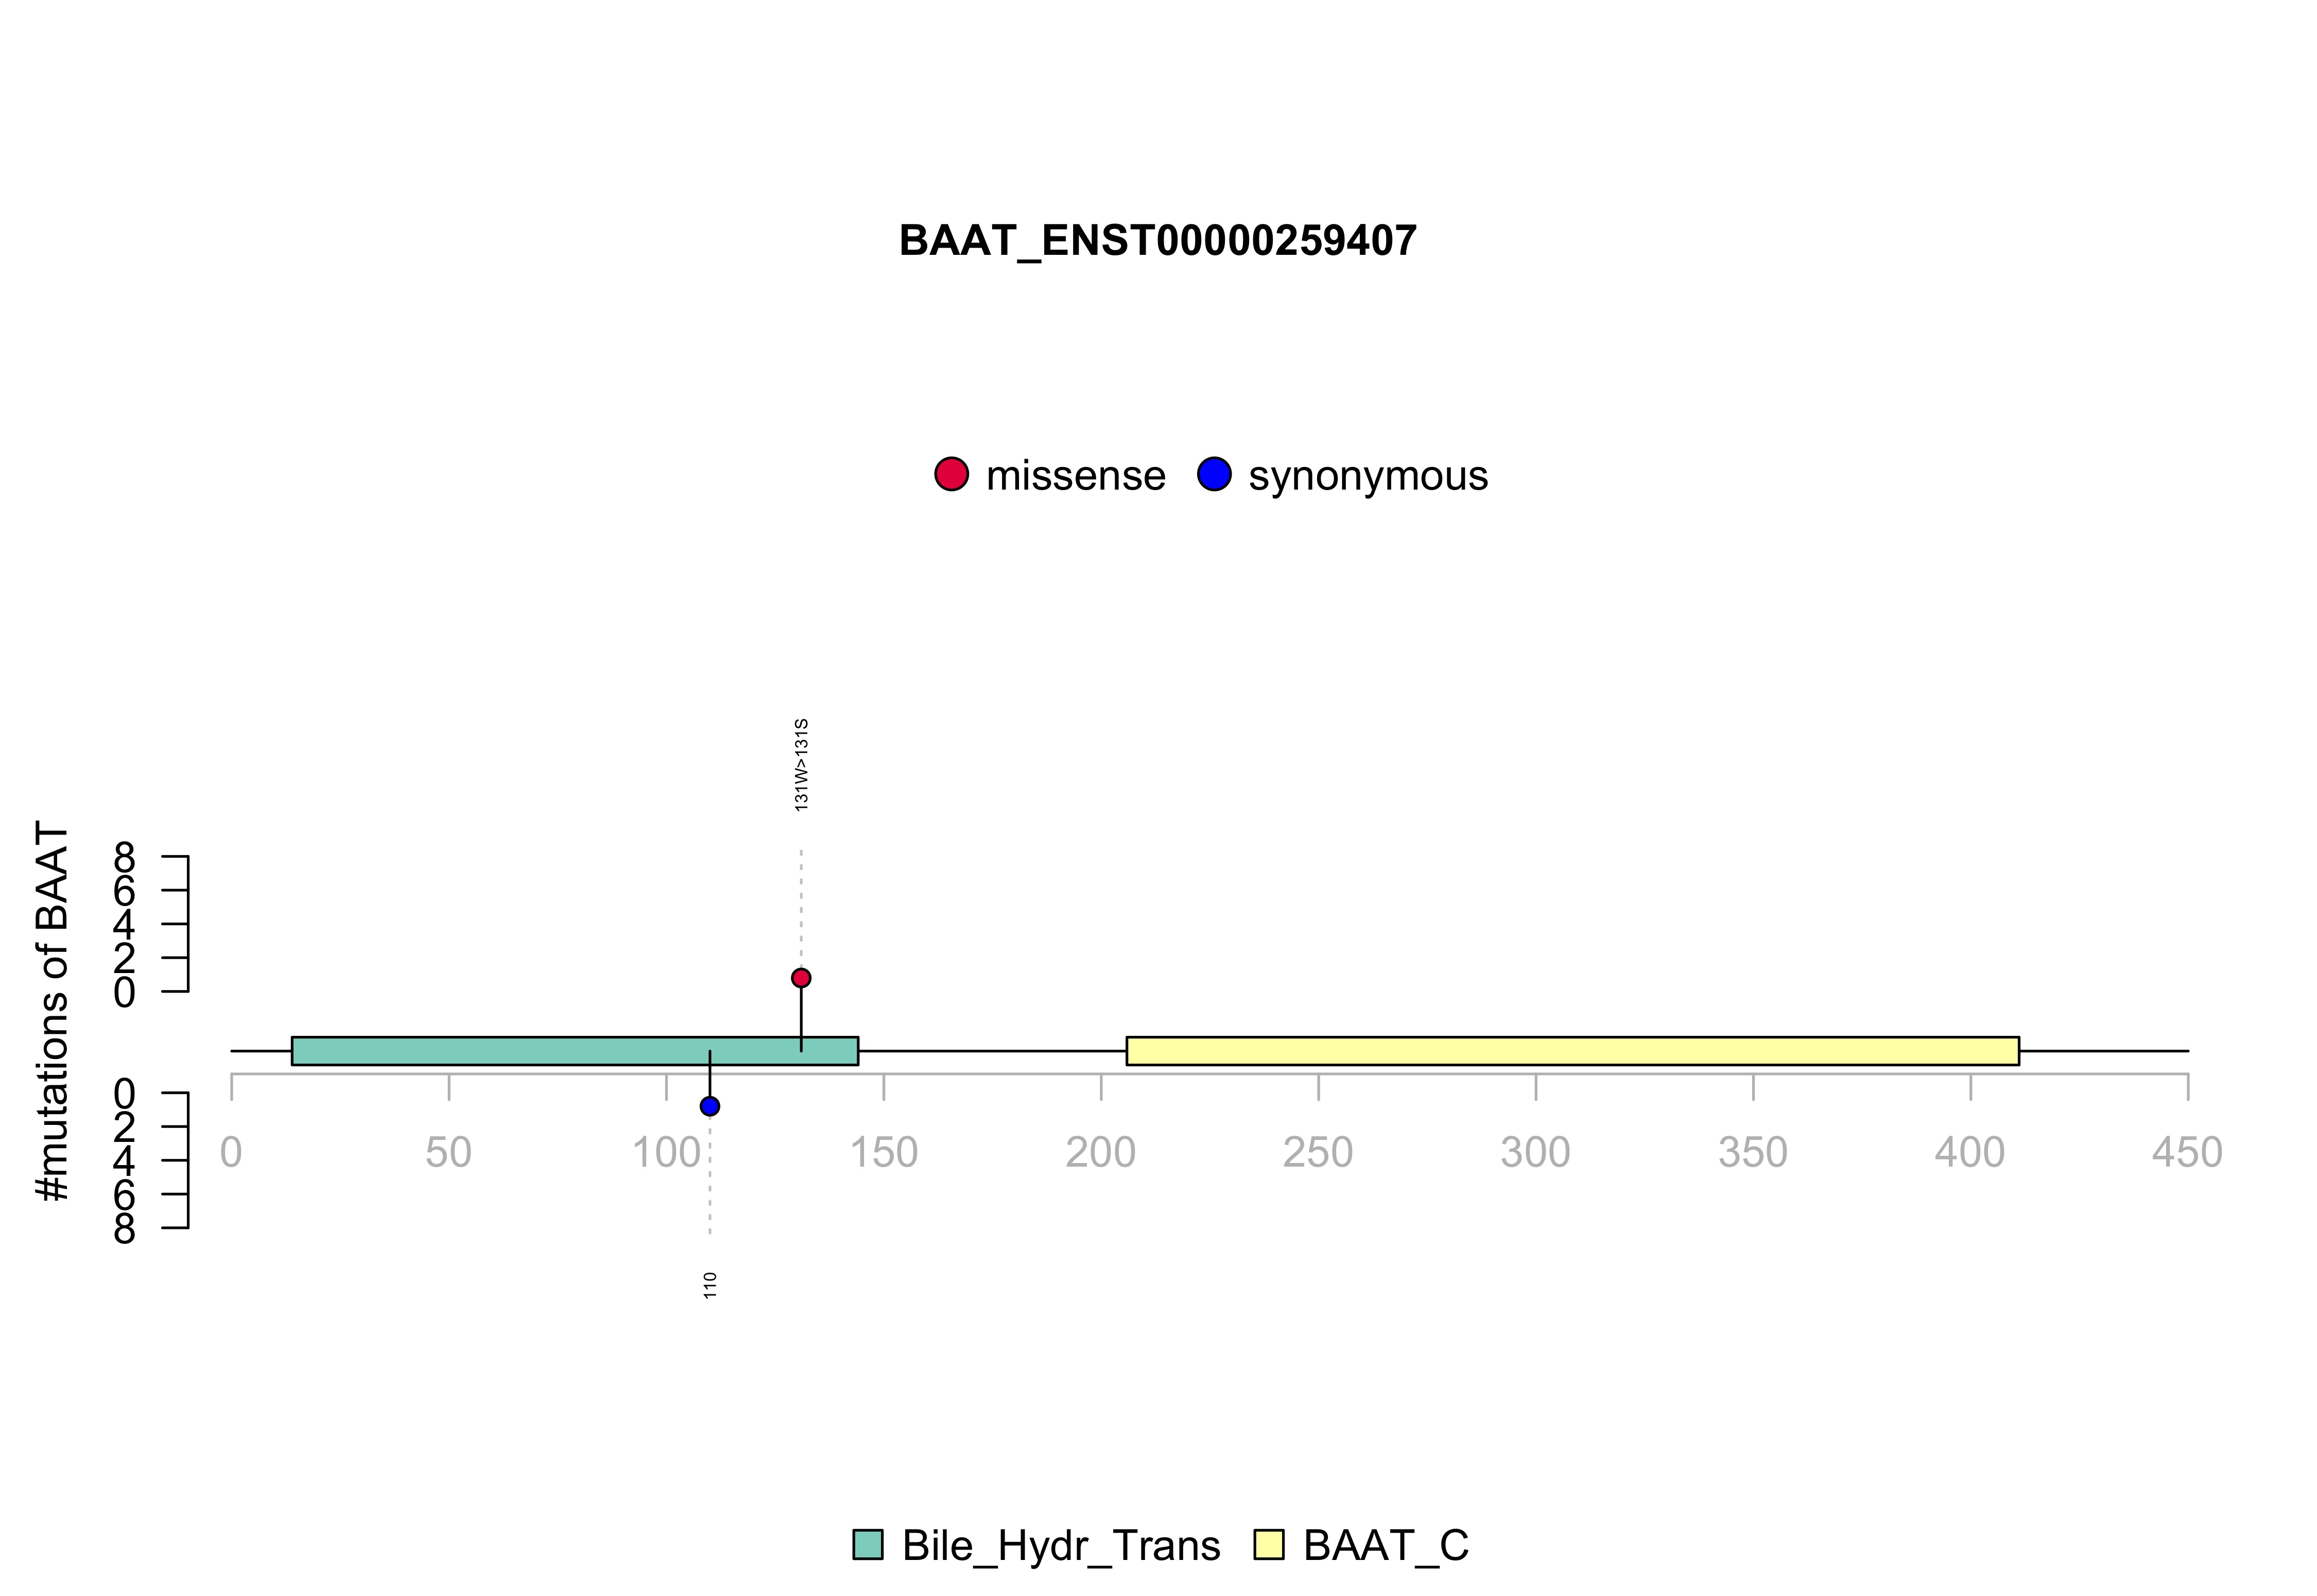 BAAT_ENST00000259407
missense synonymous
131W>131S
#mutations of BAAT
8
6
4
2
0
0
2
4
6
8
0 50 100 150 200 250 300 350 400 450
110
Bile_Hydr_Trans BAAT_C